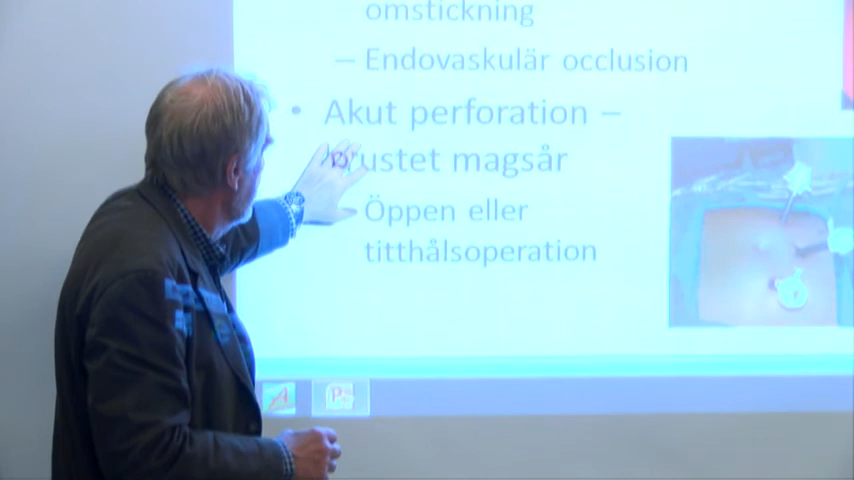 omstickning
– Endovaskulär occlusion
• Akut perforation –
brustet magsår
Öppen eller
titthålsoperation